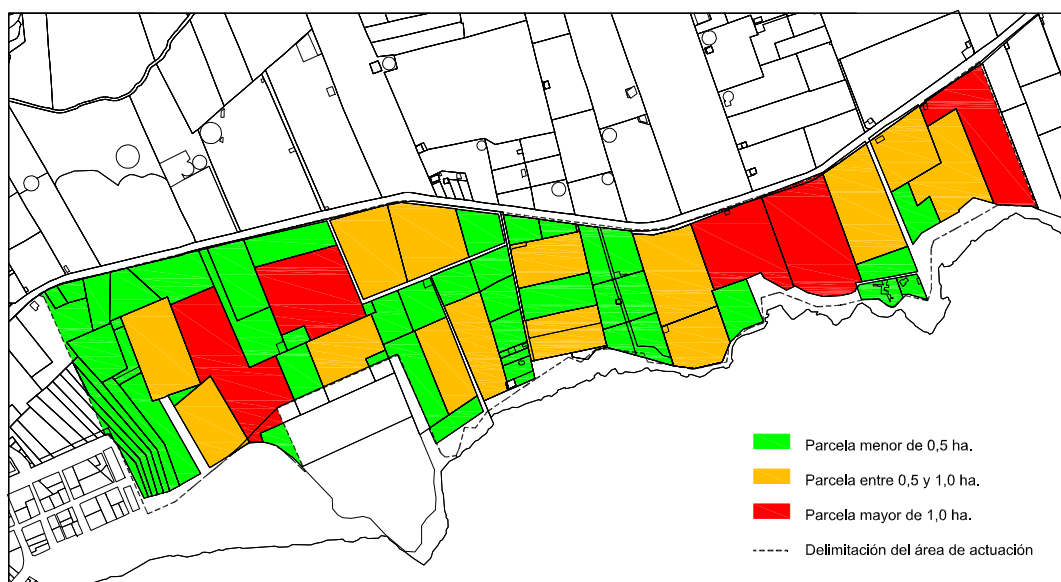 Parcela menor de 0,5 ha.
Parcela entre 0,5 y 1,0 ha.
Parcela mayor de 1,0 ha.
Delimitación del área de actuación